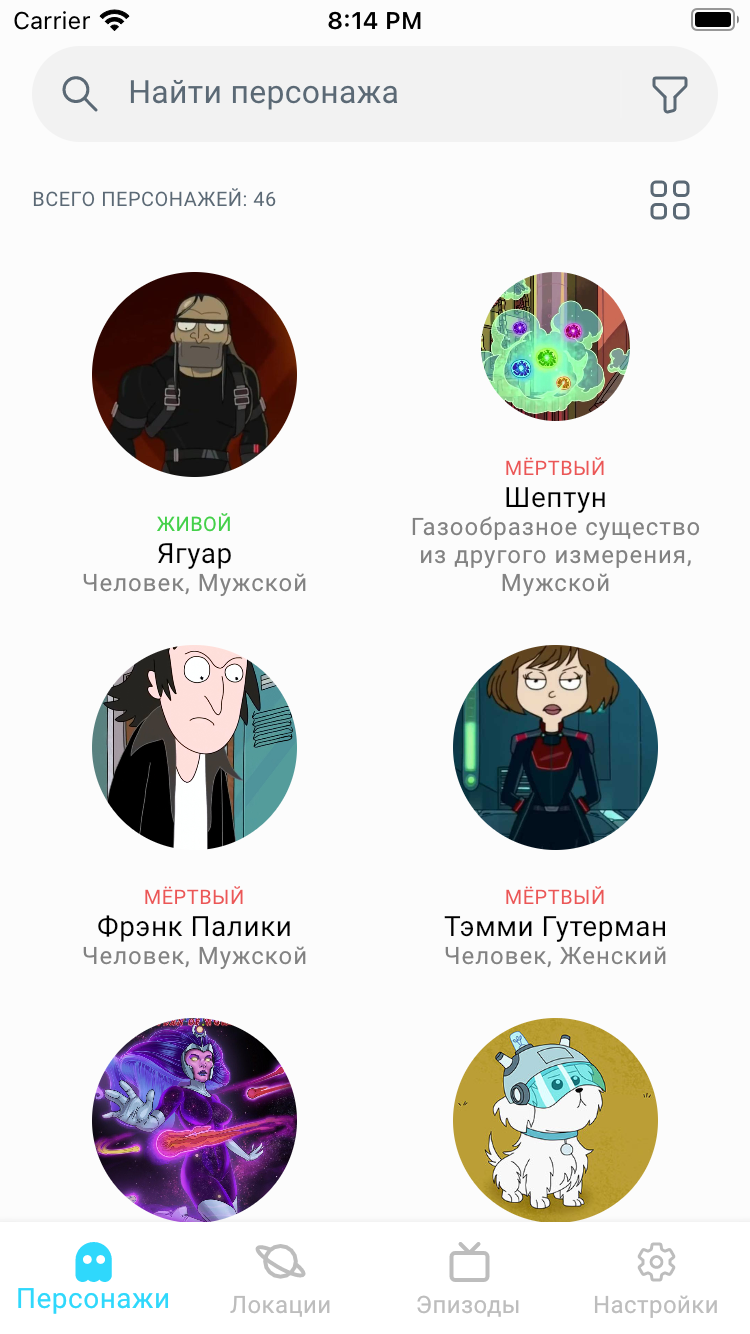 Carrier 8:14 PM
Найти персонажа
ВСЕГО ПЕРСОНАЖЕЙ: 46
ЖИВОЙ
Ягуар
Человек, Мужской
МЁРТВЫЙ
Шептун
Газообразное существо
из другого измерения,
Мужской
МЁРТВЫЙ
Фрэнк Палики
Человек, Мужской
МЁРТВЫЙ
Тэмми Гутерман
Человек, Женский
Персонажи
Локации
Эпизоды
Настройки